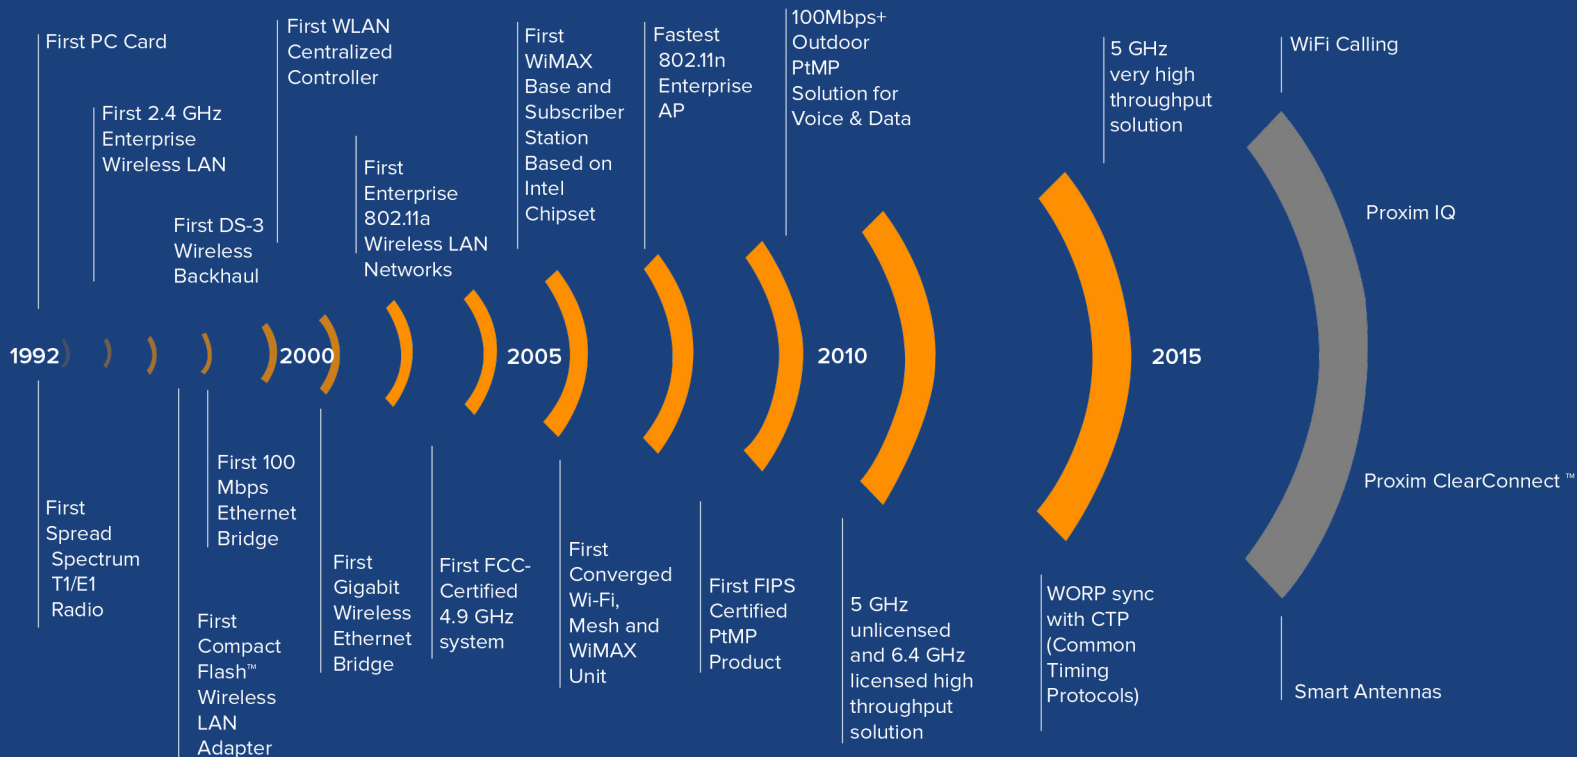 First PC Card
First 2.4 GHz
Enterprise
Wireless LAN
First DS-3
Wireless
Backhaul
First WLAN
Centralized
Controller
First
Enterprise
802.11a
Wireless LAN
Networks
First
WiMAX
Base and
Subscriber
Station
Based on
Intel
Chipset
Fastest
802.11n
Enterprise
AP
100Mbps+
Outdoor
PtMP
Solution for
Voice & Data
5 GHz
very high
throughput
solution
WiFi Calling
Proxim IQ
1992
2000
2005
2010
2015
First
Spread
Spectrum
T1/E1
Radio
First
Compact
Flash™
Wireless
LAN
Adapter
First 100
Mbps
Ethernet
Bridge
First
Gigabit
Wireless
Ethernet
Bridge
First FCC-
Certified
4.9 GHz
system
First
Converged
Wi-Fi,
Mesh and
WiMAX
Unit
First FIPS
Certified
PtMP
Product
5 GHz
unlicensed
and 6.4 GHz
licensed high
throughput
solution
WORP sync
with CTP
(Common
Timing
Protocols)
Proxim ClearConnect ™
Smart Antennas